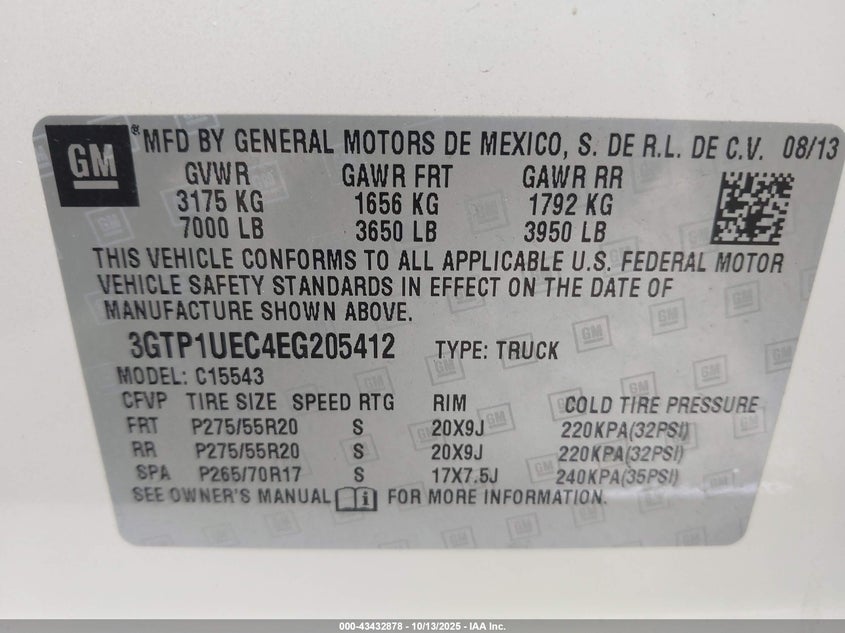 GM
® MFD BY GENERAL MOTORS DE MEXICO, S. DE R.L. DE C.V. 08/13
GVWR GAWR FRT GAWR RR
3175 KG 1656 KG 1792 KG
7000 LB 3650 LB 3950 LB
THIS VEHICLE CONFORMS TO ALL APPLICABLE U.S. FEDERAL MOTOR
VEHICLE SAFETY STANDARDS IN EFFECT ON THE DATE OF
MANUFACTURE SHOWN ABOVE.
3GTP1UEC4EG205412 TYPE: TRUCK
MODEL: C15543
CFVP TIRE SIZE SPEED RTG RIM COLD TIRE PRESSURE
FRT P275/55R20 S 20X9J 220KPA(32PSI)
RR P275/55R20 S 20X9J 220KPA(32PSI)
SPA P265/70R17 S 17X7.5J 240KPA(35PSI)
SEE OWNER'S MANUAL FOR MORE INFORMATION.
000-43432878 - 10/13/2025 - IAA Inc.